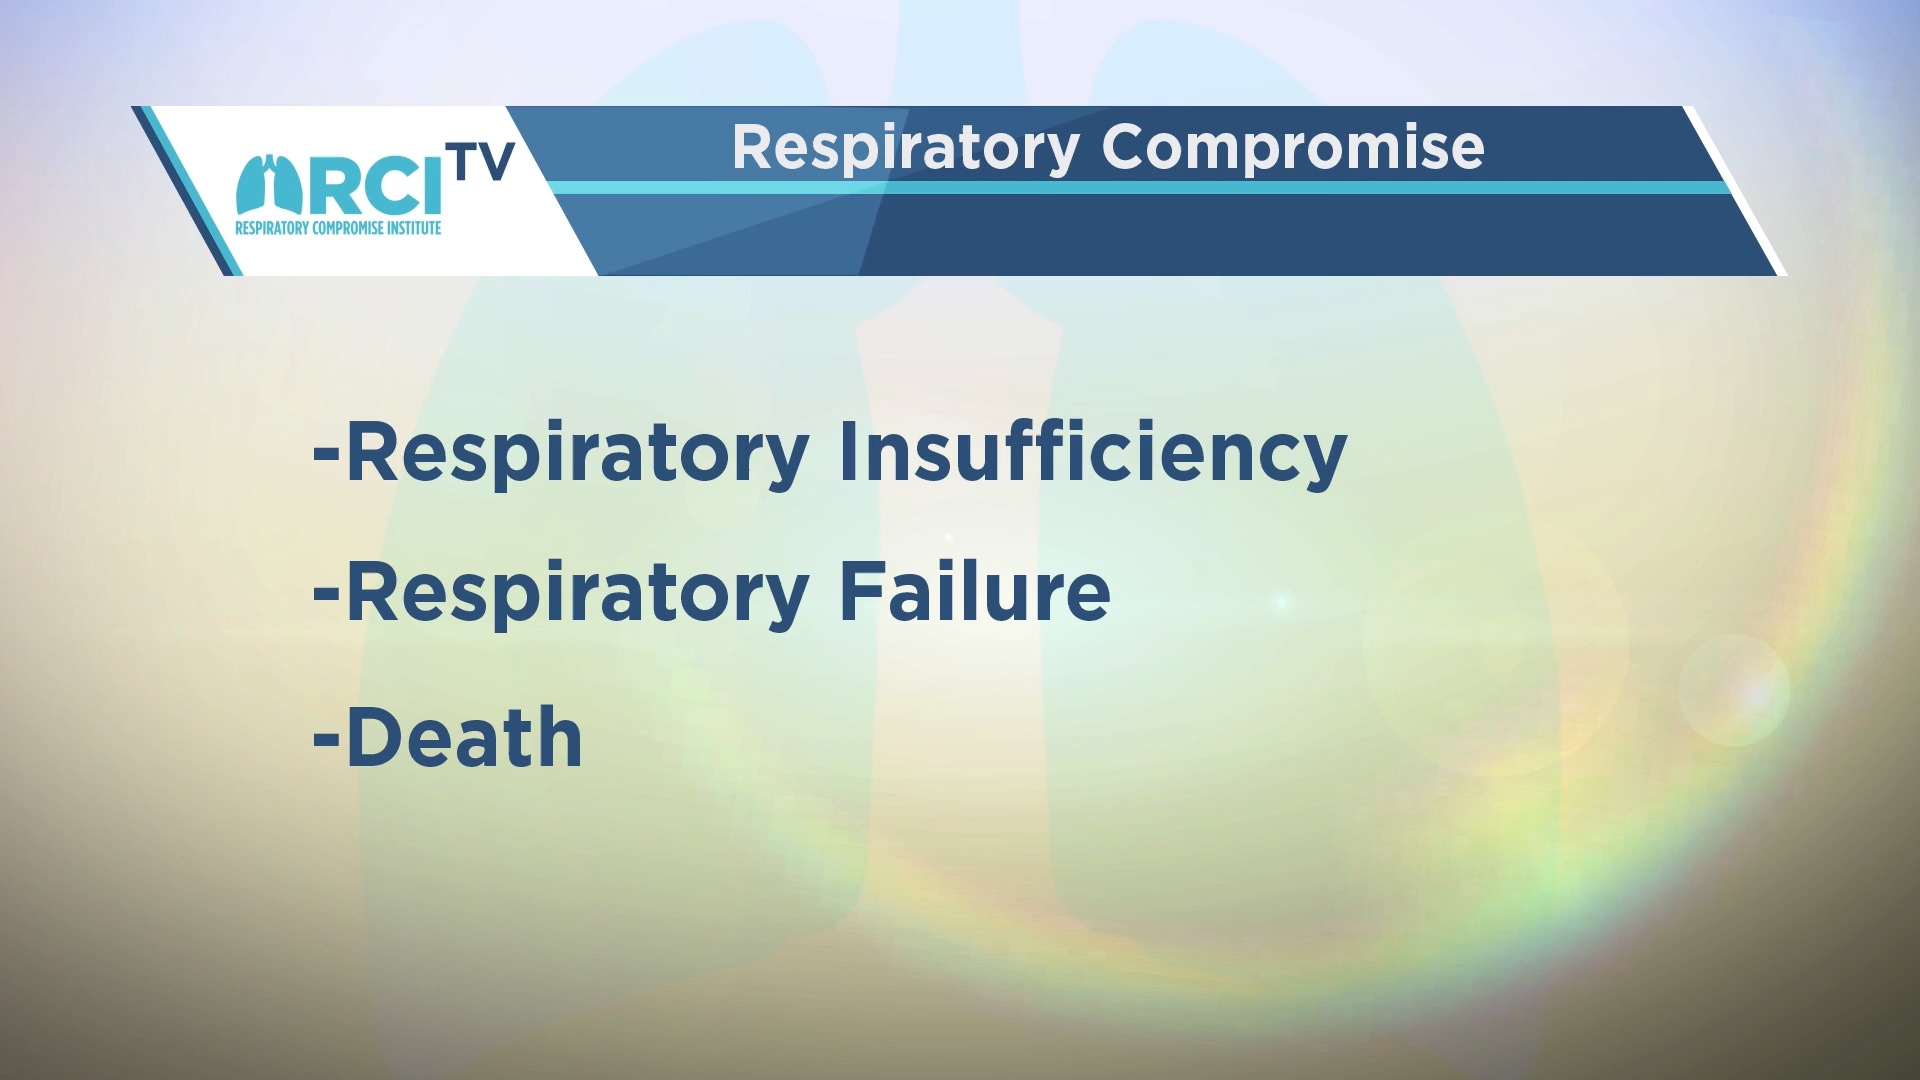 RCI TV
RESPIRATORY COMPROMISE INSTITUTE
Respiratory Compromise
-Respiratory Insufficiency
-Respiratory Failure
-Death